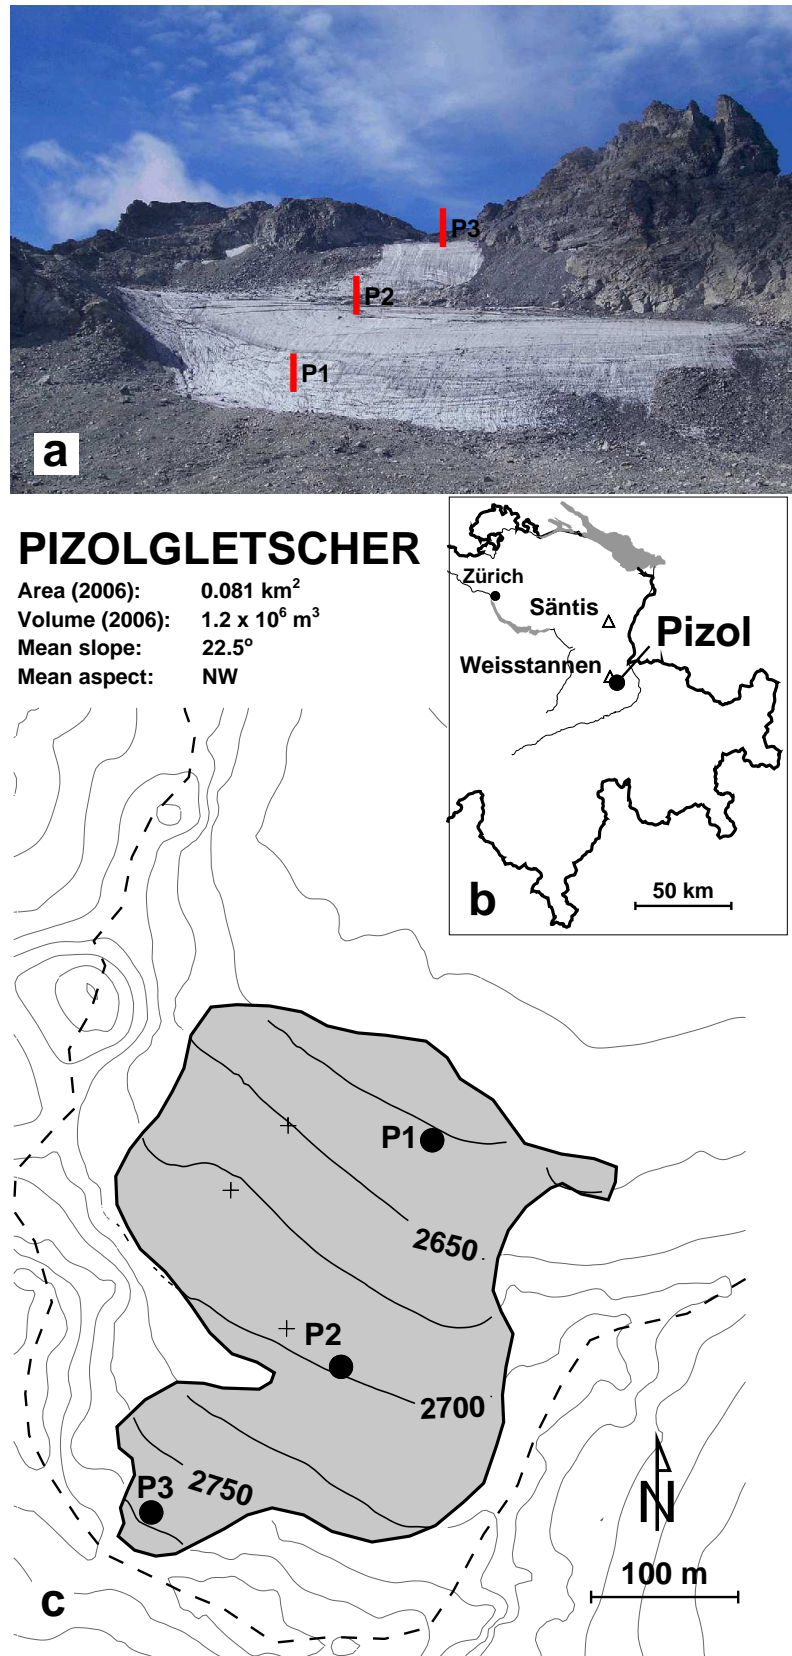 P3
P2
P1
a
PIZOLGLETSCHER
Area (2006): 0.081 km²
Volume (2006): 1.2 x 10⁶ m³
Mean slope: 22.5°
Mean aspect: NW
Zürich
Säntis
Pizol
Weisstannen
b
50 km
P1
2650
P2
2700
2750
P3
N
100 m
c